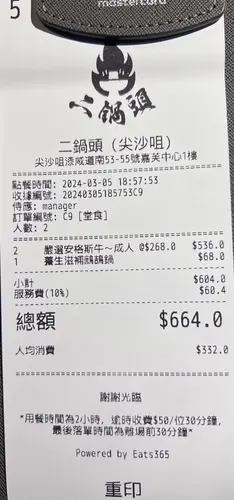 5
mastercard
二鍋頭
二鍋頭 (尖沙咀)
尖沙咀漆咸道南53-55號嘉芙中心1樓
點餐時間: 2024-03-05 18:57:53
收據編號: 20240305185753C9
侍應: manager
訂單編號: C9 [堂食]
人數: 2
2 嚴選安格斯牛～成人 @$268.0 $536.0
1 養生滋補鷓鴣鍋 $68.0
小計 $604.0
服務費(10%) $60.4
總額 $664.0
人均消費 $332.0
謝謝光臨
*用餐時間為2小時, 逾時收費$50/位30分鐘,
最後落單時間為離場前30分鐘*
Powered by Eats365
重印